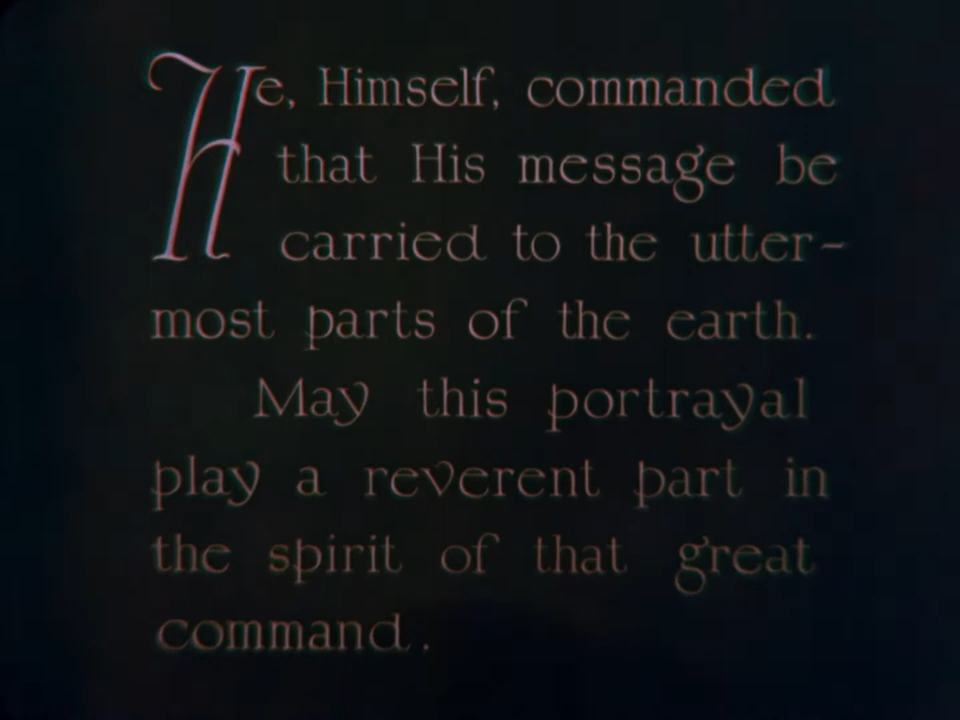 He, Himself, commanded
that His message be
carried to the utter-
most parts of the earth.
May this portrayal
play a reverent part in
the spirit of that great
command.